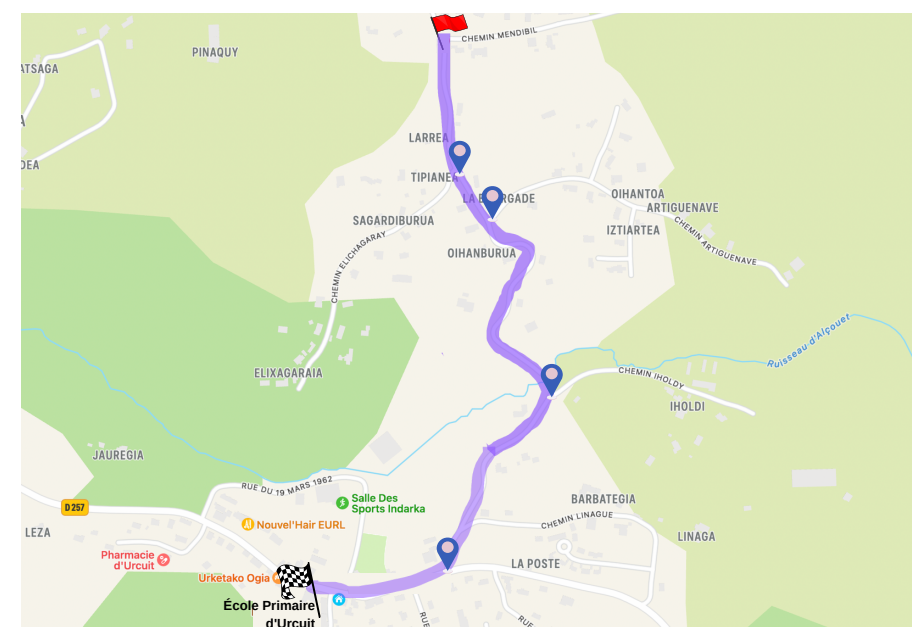 CHEMIN MENDIBIL
PINAQUY
ATSAGA
A
LARREA
DEA
TIPIANEA
OIHANTOA
ARTIGUENAVE
SAGARDIBURUA
IZTIARTEA
CHEMIN ARTIGUENAVE
CHEMIN ELICHAGARAY
OIHANBURUA
Ruisseau d'Alçouet
ELIXAGARAIA
CHEMIN IHOLDY
IHOLDI
JAUREGIA
RUE DU 19 MARS 1962
Salle Des
Sports Indarka
BARBATEGIA
D 257
CHEMIN LINAGUE
Nouvel'Hair EURL
LEZA
LINAGA
Pharmacie
d'Urcuit
LA POSTE
Urketako Ogia
École Primaire
d'Urcuit
RUE
RUE